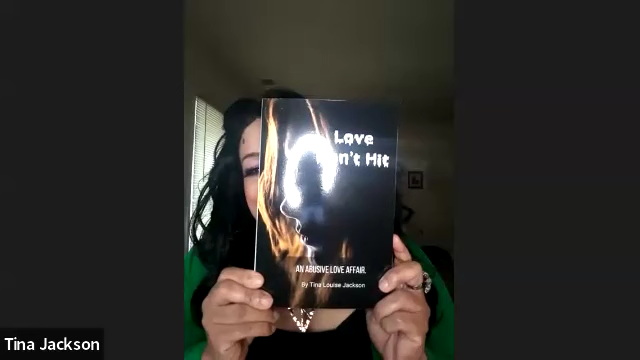 Love
n't Hit
AN ABUSIVE LOVE AFFAIR.
By Tina Louise Jackson
Tina Jackson